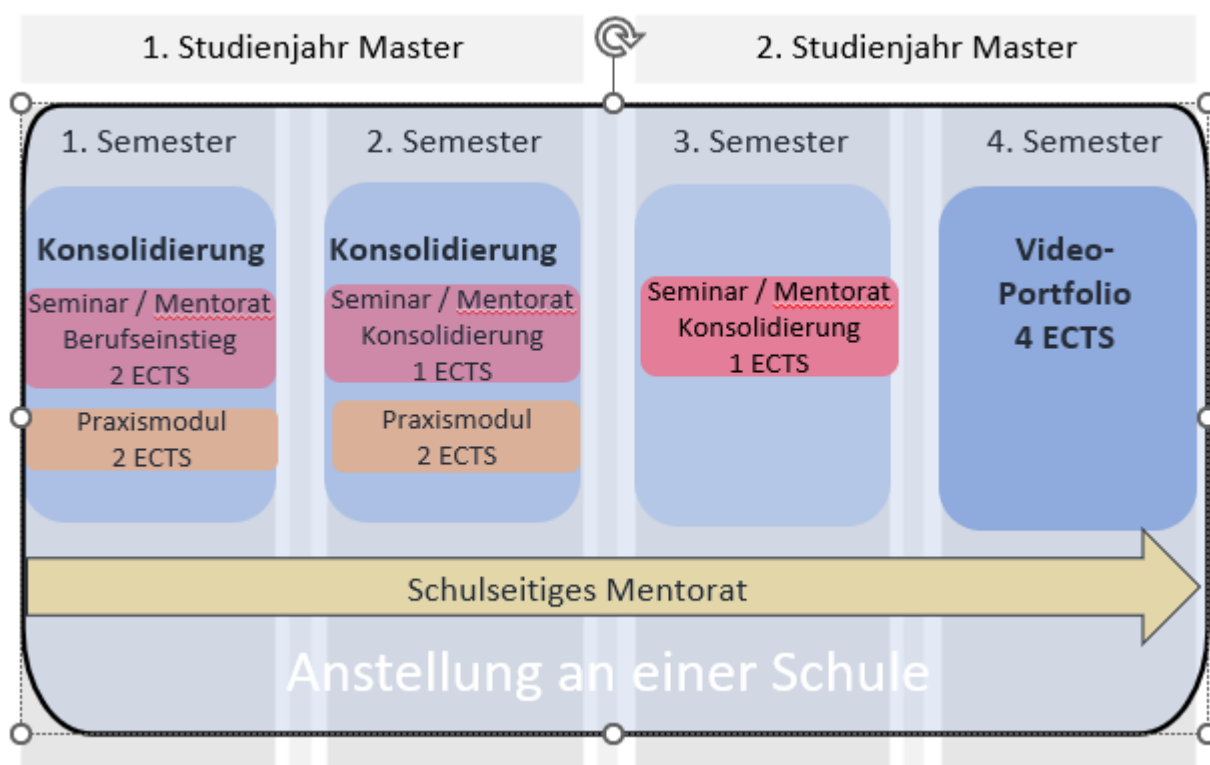 1. Studienjahr Master
2. Studienjahr Master
1. Semester
2. Semester
3. Semester
4. Semester
Konsolidierung
Seminar / Mentorat
Berufseinstieg
2 ECTS
Praxismodul
2 ECTS
Konsolidierung
Seminar / Mentorat
Konsolidierung
1 ECTS
Praxismodul
2 ECTS
Seminar / Mentorat
Konsolidierung
1 ECTS
Video-
Portfolio
4 ECTS
Schulseitiges Mentorat
Anstellung an einer Schule